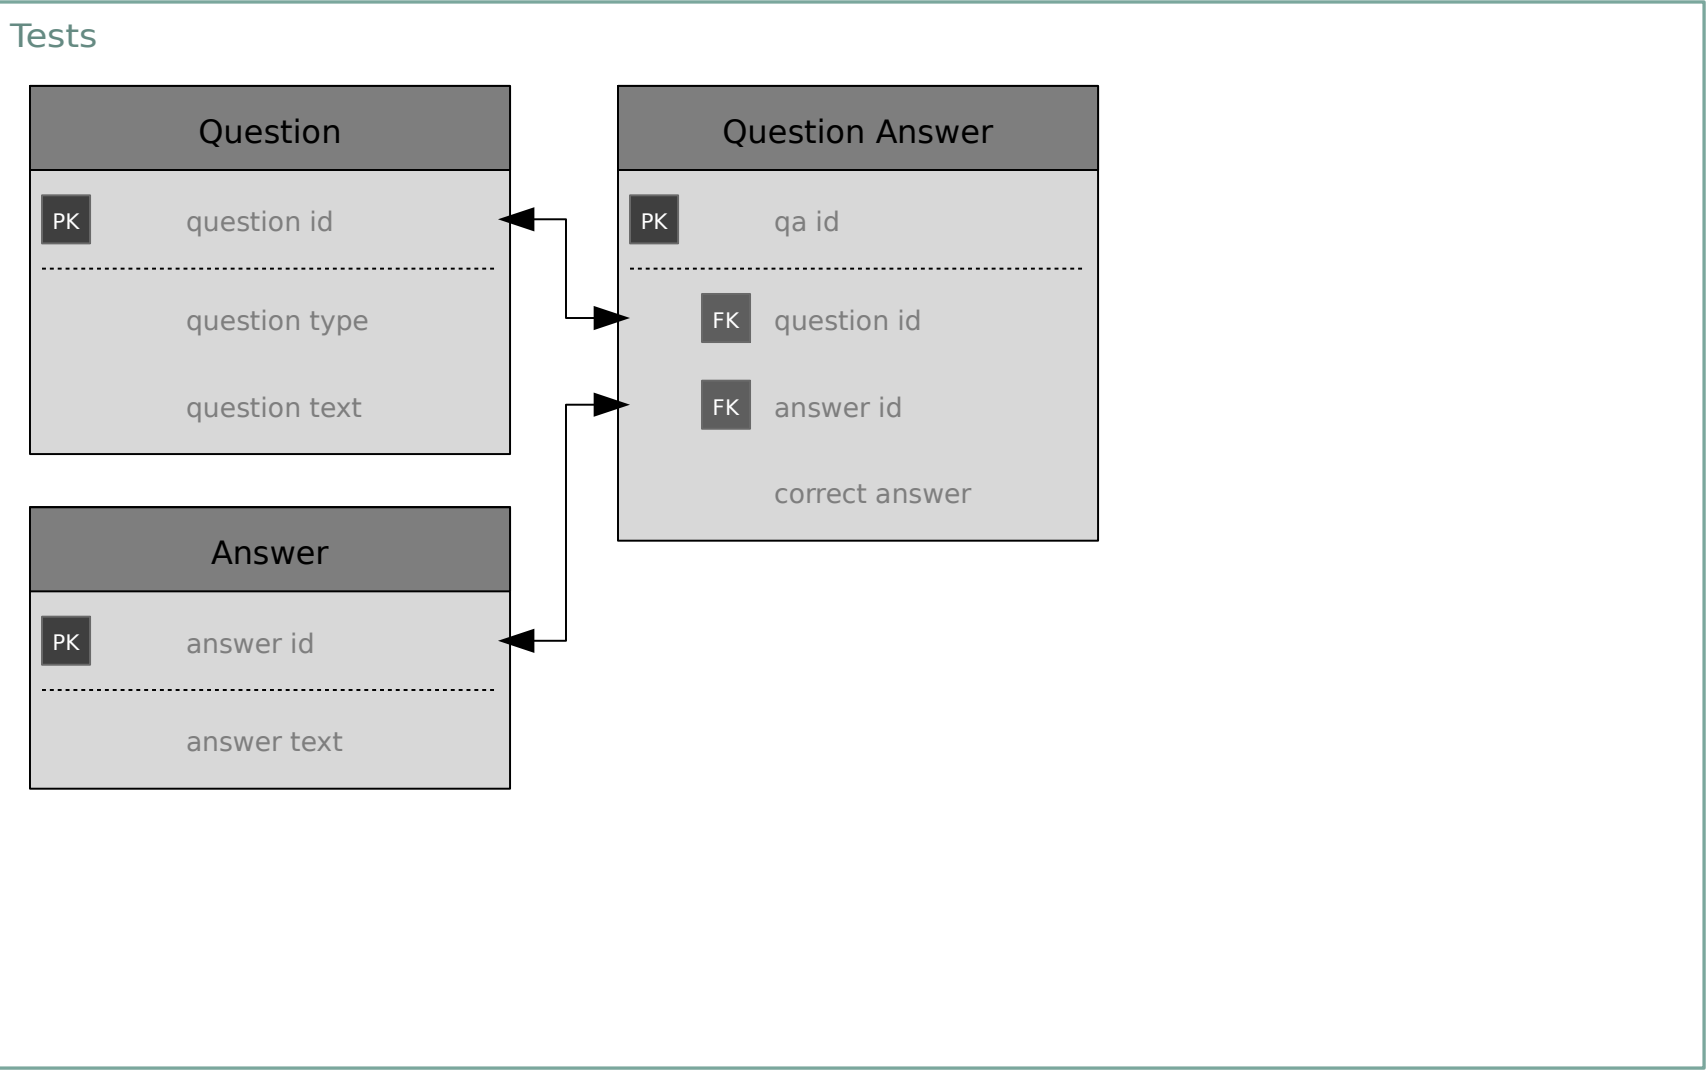 Tests
Question
PK question id
question type
question text
Question Answer
PK qa id
FK question id
FK answer id
correct answer
Answer
PK answer id
answer text